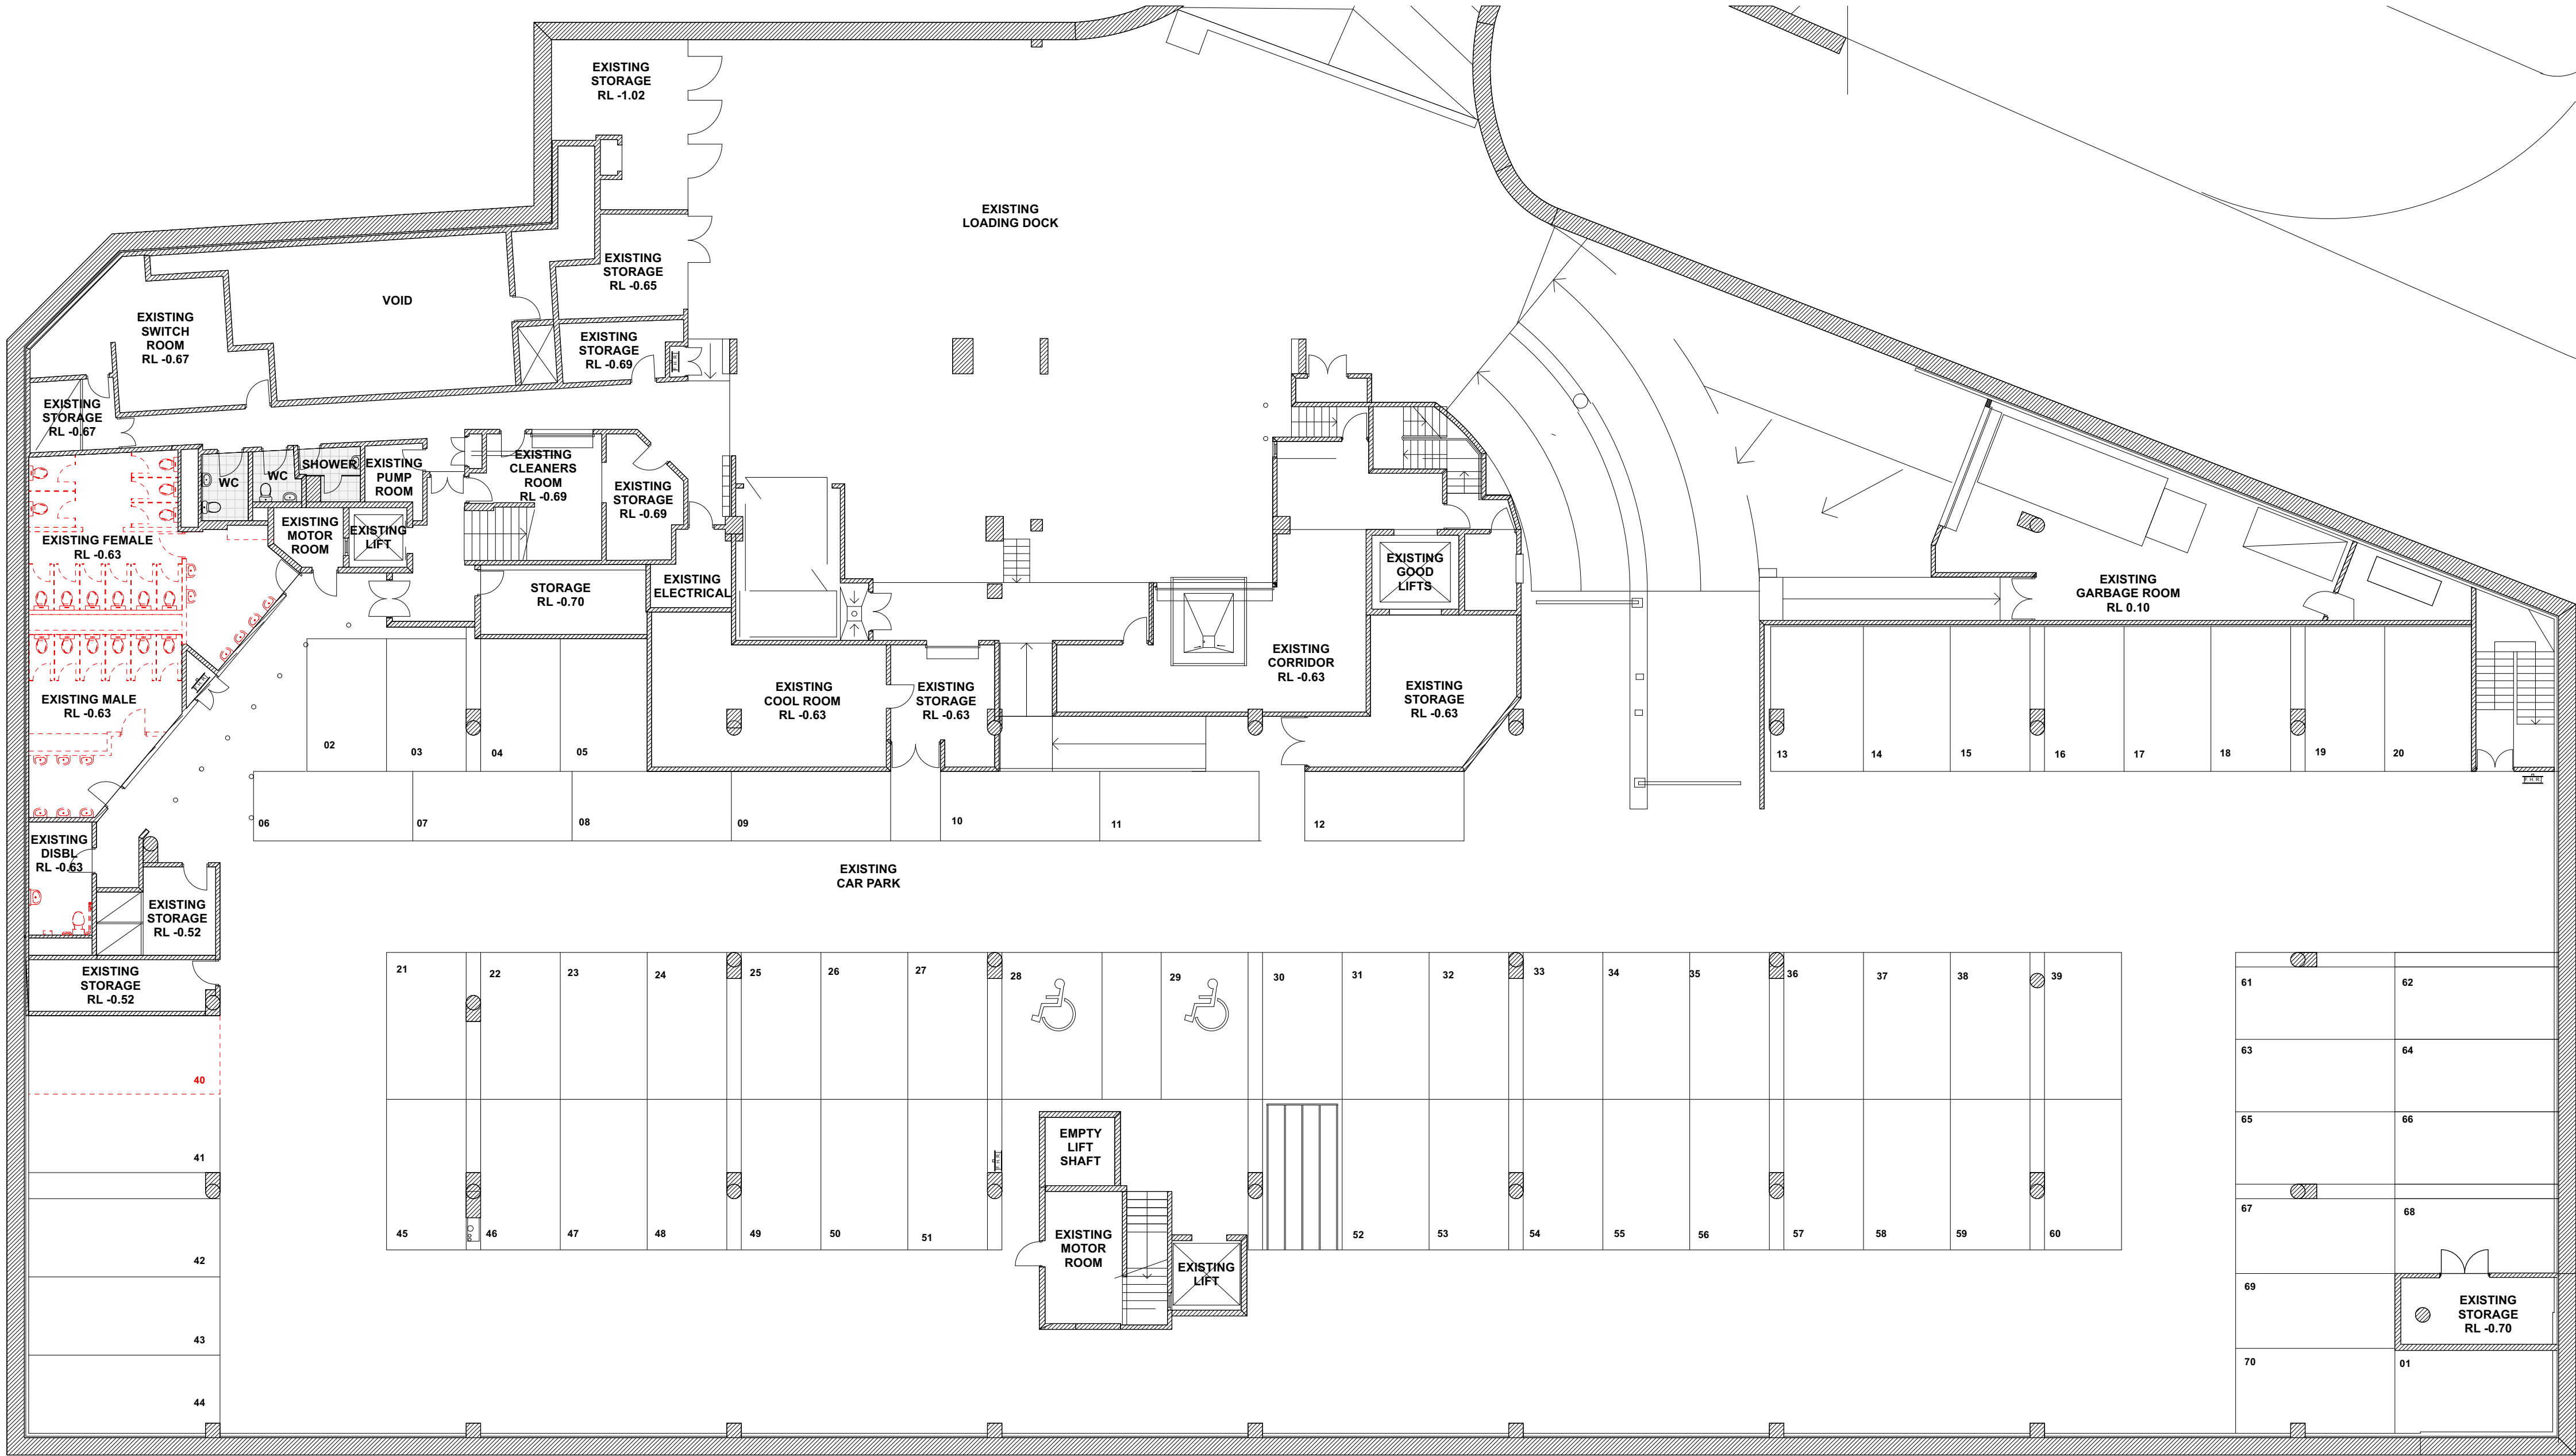 EXISTING
STORAGE
RL -1.02
EXISTING
LOADING DOCK
EXISTING
STORAGE
RL -0.65
VOID
EXISTING
SWITCH
ROOM
RL -0.67
EXISTING
STORAGE
RL -0.69
EXISTING
STORAGE
RL -0.67
WC
WC
SHOWER
EXISTING
PUMP
ROOM
EXISTING
CLEANERS
ROOM
RL -0.69
EXISTING
STORAGE
RL -0.69
EXISTING FEMALE
RL -0.63
EXISTING
MOTOR
ROOM
EXISTING
LIFT
STORAGE
RL -0.70
EXISTING
ELECTRICAL
EXISTING
GOOD
LIFTS
EXISTING
GARBAGE ROOM
RL 0.10
EXISTING MALE
RL -0.63
EXISTING
COOL ROOM
RL -0.63
EXISTING
STORAGE
RL -0.63
EXISTING
CORRIDOR
RL -0.63
EXISTING
STORAGE
RL -0.63
02
03
04
05
13
14
15
16
17
18
19
20
F.H.R
06
07
08
09
10
11
12
EXISTING
DISBL
RL -0.63
EXISTING
CAR PARK
EXISTING
STORAGE
RL -0.52
EXISTING
STORAGE
RL -0.52
21
22
23
24
25
26
27
28
29
30
31
32
33
34
35
36
37
38
39
61
62
63
64
40
65
66
41
EMPTY
LIFT
SHAFT
67
68
45
46
47
48
49
50
51
EXISTING
MOTOR
ROOM
52
53
54
55
56
57
58
59
60
42
EXISTING
LIFT
69
EXISTING
STORAGE
RL -0.70
43
70
01
44